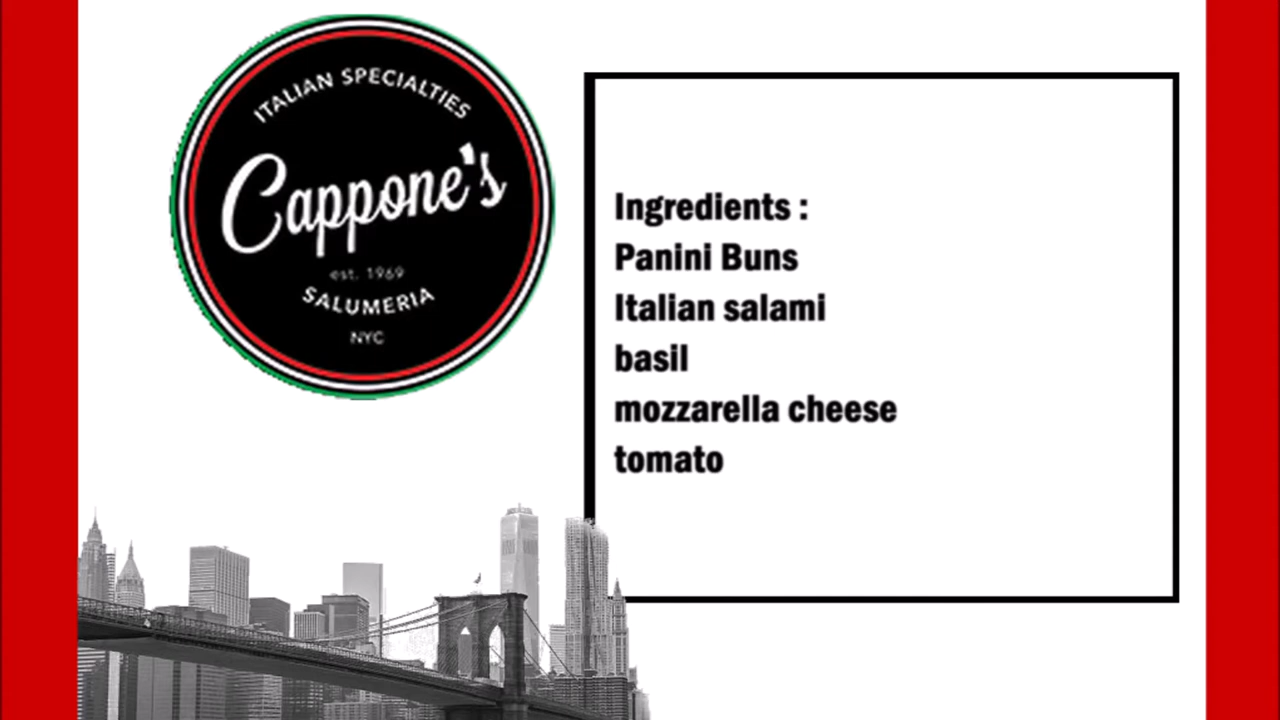 ITALIAN SPECIALTIES
Cappone's
est. 1969
SALUMERIA
NYC
Ingredients :
Panini Buns
Italian salami
basil
mozzarella cheese
tomato